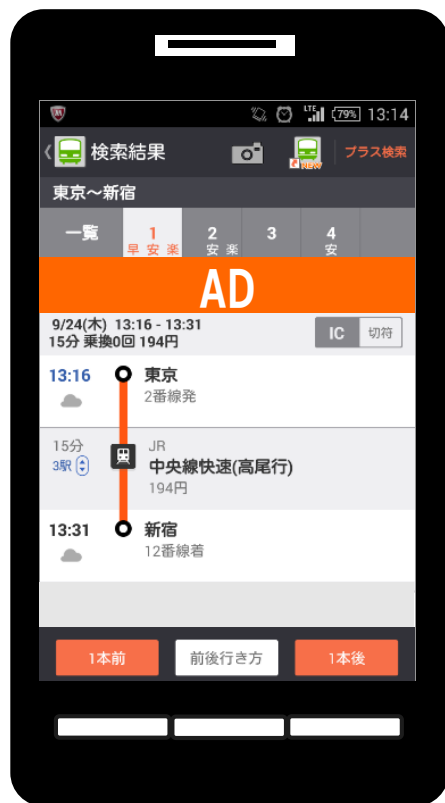 LTE 79% 13:14
検索結果 NEW プラス検索
東京～新宿
一覧 1 2 3 4
早 安 楽 安 楽 安
AD
9/24(木) 13:16 - 13:31
15分 乗換0回 194円
IC 切符
13:16 東京
2番線発
15分 JR
3駅 中央線快速(高尾行)
194円
13:31 新宿
12番線着
1本前 前後行き方 1本後